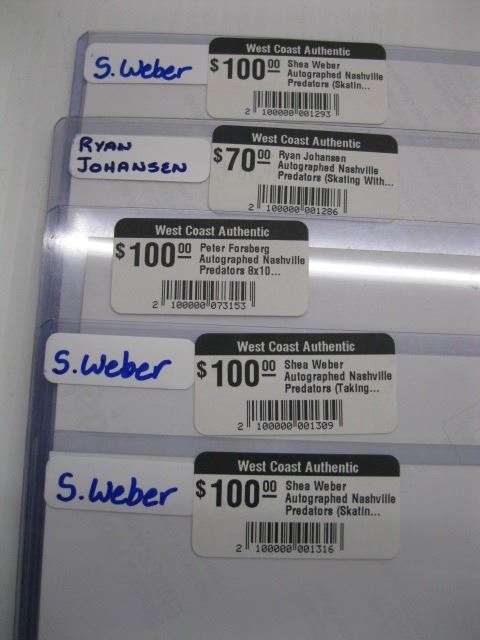 S. Weber
West Coast Authentic
$100.00 Shea Weber
Autographed Nashville
Predators (Skatin...
2 100000 001293
RYAN
JOHANSEN
West Coast Authentic
$70.00 Ryan Johansen
Autographed Nashville
Predators (Skating With...
2 100000 001286
West Coast Authentic
$100.00 Peter Forsberg
Autographed Nashville
Predators 8x10...
2 100000 073153
S. Weber
West Coast Authentic
$100.00 Shea Weber
Autographed Nashville
Predators (Taking...
2 100000 001309
S. Weber
West Coast Authentic
$100.00 Shea Weber
Autographed Nashville
Predators (Skatin...
2 100000 001316